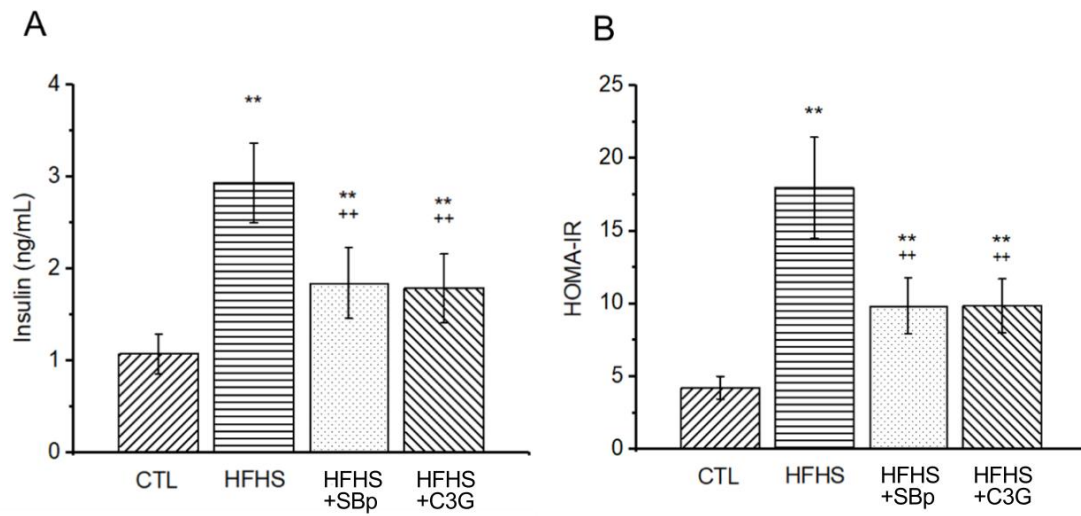 A
Insulin (ng/mL)
4
3
2
1
0
**
**
++
**
++
CTL
HFHS
HFHS
+SBp
HFHS
+C3G
B
HOMA-IR
25
20
15
10
5
0
**
**
++
**
++
CTL
HFHS
HFHS
+SBp
HFHS
+C3G